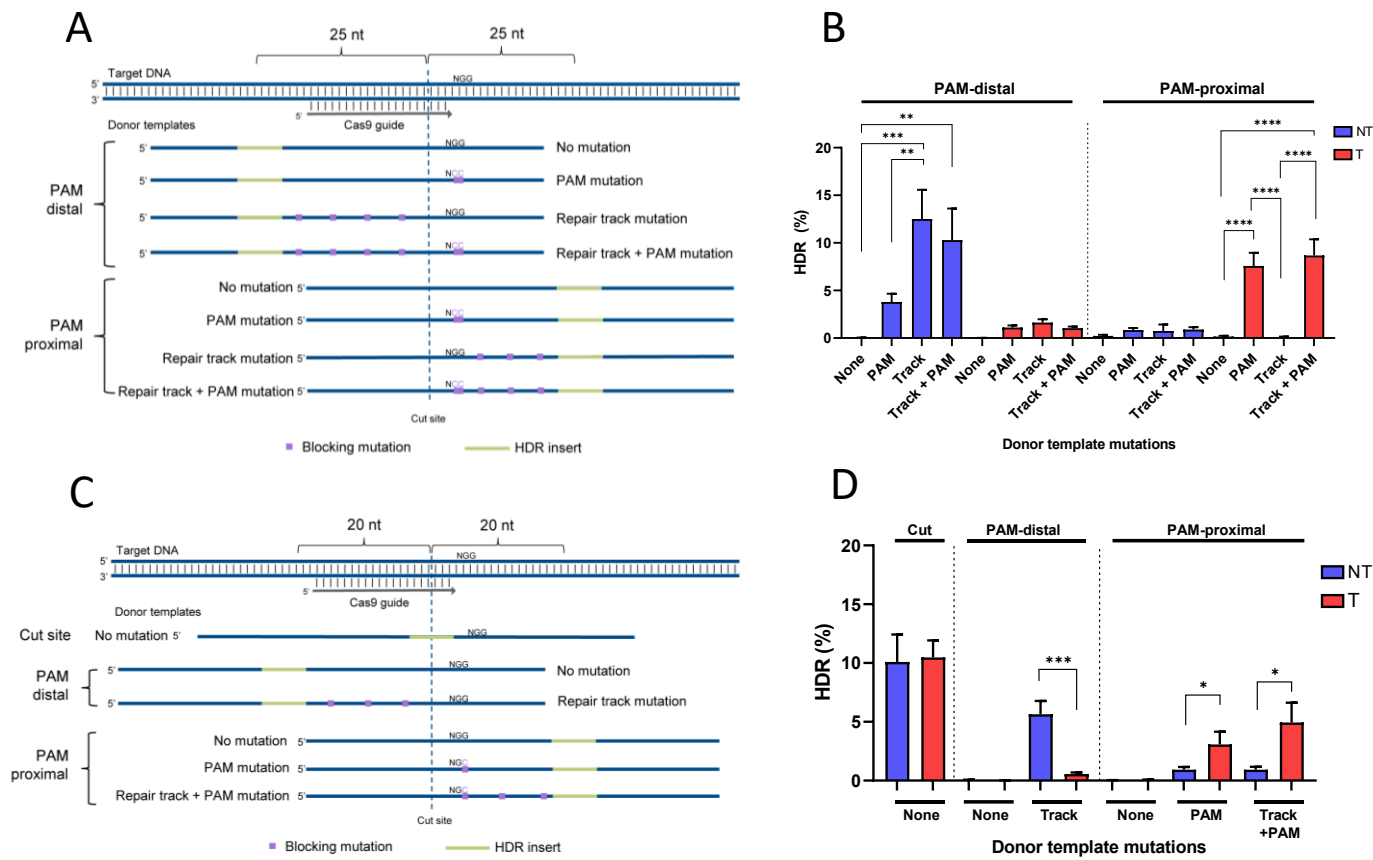 A
25 nt
25 nt
Target DNA
NGG
5'
3'
5'
Cas9 guide
Donor templates
PAM
distal
5'
NGG
No mutation
5'
NCC
PAM mutation
5'
NGG
Repair track mutation
5'
NCC
Repair track + PAM mutation
PAM
proximal
No mutation 5'
PAM mutation 5'
NCC
Repair track mutation 5'
NGG
Repair track + PAM mutation 5'
NCC
Cut site
Blocking mutation
HDR insert
B
PAM-distal
PAM-proximal
NT
T
**
***
**
****
****
****
****
HDR (%)
20
15
10
5
0
None
PAM
Track
Track + PAM
None
PAM
Track
Track + PAM
None
PAM
Track
Track + PAM
None
PAM
Track
Track + PAM
Donor template mutations
C
20 nt
20 nt
Target DNA
NGG
5'
3'
5'
Cas9 guide
Donor templates
Cut site
No mutation 5'
NGG
PAM
distal
5'
NGG
No mutation
5'
NGG
Repair track mutation
PAM
proximal
No mutation 5'
NGG
PAM mutation 5'
NGC
Repair track + PAM mutation 5'
NGC
Cut site
Blocking mutation
HDR insert
D
Cut
PAM-distal
PAM-proximal
NT
T
***
*
*
HDR (%)
20
15
10
5
0
None
None
Track
None
PAM
Track
+PAM
Donor template mutations